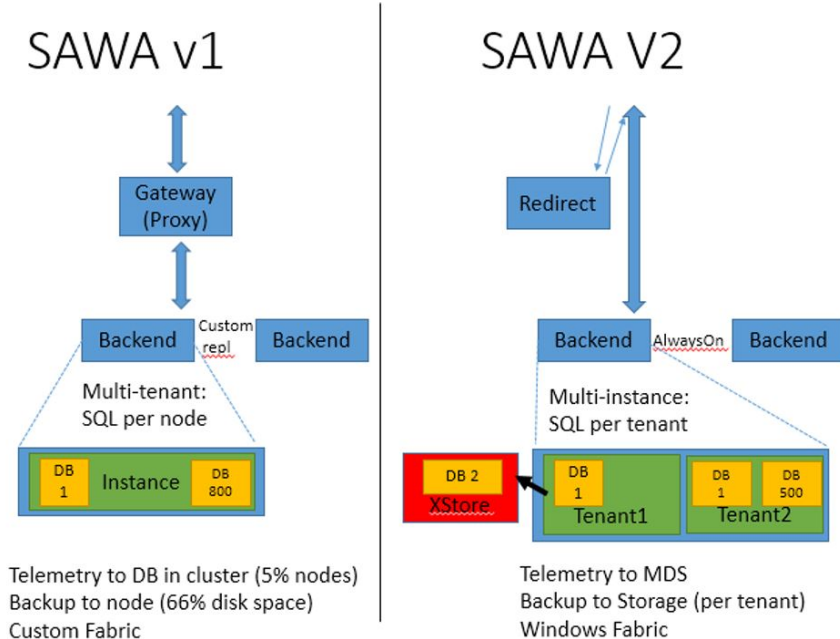 SAWA v1
Gateway
(Proxy)
Backend
Custom
repl
Backend
Multi-tenant:
SQL per node
DB
1
Instance
DB
800
Telemetry to DB in cluster (5% nodes)
Backup to node (66% disk space)
Custom Fabric
SAWA V2
Redirect
Backend
AlwaysOn
Backend
Multi-instance:
SQL per tenant
DB 2
XStore
DB
1
Tenant1
DB
1
DB
500
Tenant2
Telemetry to MDS
Backup to Storage (per tenant)
Windows Fabric